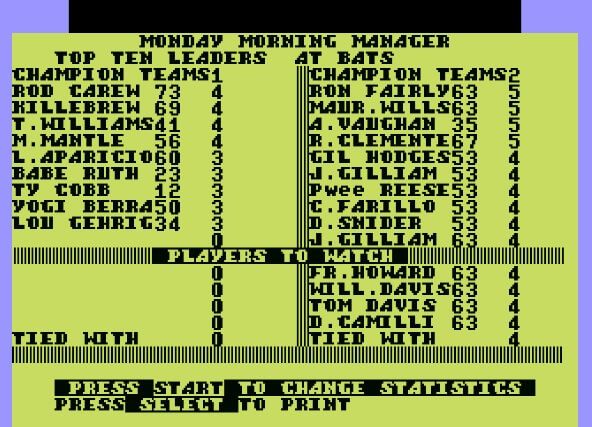 MONDAY MORNING MANAGER
TOP TEN LEADERS AT BATS
CHAMPION TEAMS1 CHAMPION TEAMS2
ROD CAREW 73 4 RON FAIRLY63 5
KILLEBREW 69 4 MAUR.WILLS63 5
T.WILLIAMS41 4 A.VAUGHAN 35 5
M.MANTLE 56 4 R.CLEMENTE67 5
L.APARICIO60 3 GIL HODGES53 4
BABE RUTH 23 3 J.GILLIAM 53 4
TY COBB 12 3 Pwee REESE53 4
YOGI BERRA50 3 C.FARILLO 53 4
LOU GEHRIG34 3 D.SNIDER 53 4
0 J.GILLIAM 63 4
PLAYERS TO WATCH
0 FR.HOWARD 63 4
0 WILL.DAVIS63 4
0 TOM DAVIS 63 4
0 D.CAMILLI 63 4
TIED WITH 0 TIED WITH 4
PRESS START TO CHANGE STATISTICS
PRESS SELECT TO PRINT